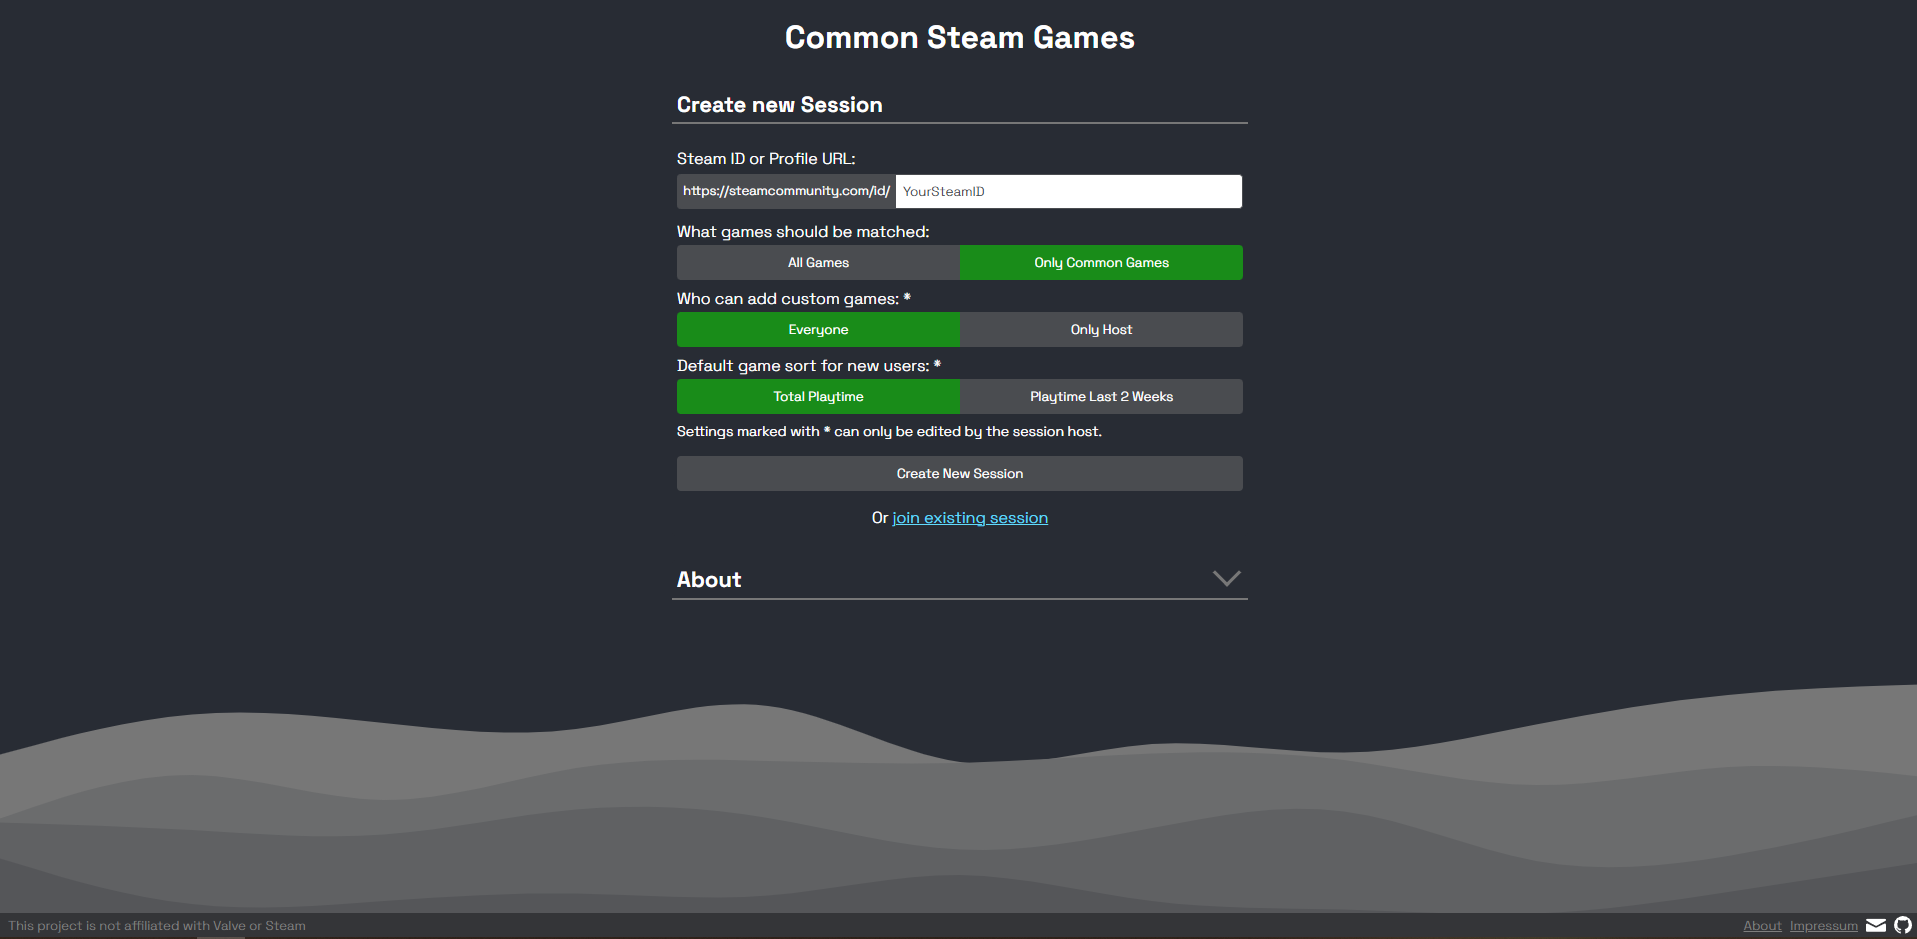 Common Steam Games
Create new Session
Steam ID or Profile URL:
https://steamcommunity.com/id/ YourSteamID
What games should be matched:
All Games Only Common Games
Who can add custom games: *
Everyone Only Host
Default game sort for new users: *
Total Playtime Playtime Last 2 Weeks
Settings marked with * can only be edited by the session host.
Create New Session
Or join existing session
About
This project is not affiliated with Valve or Steam About Impressum